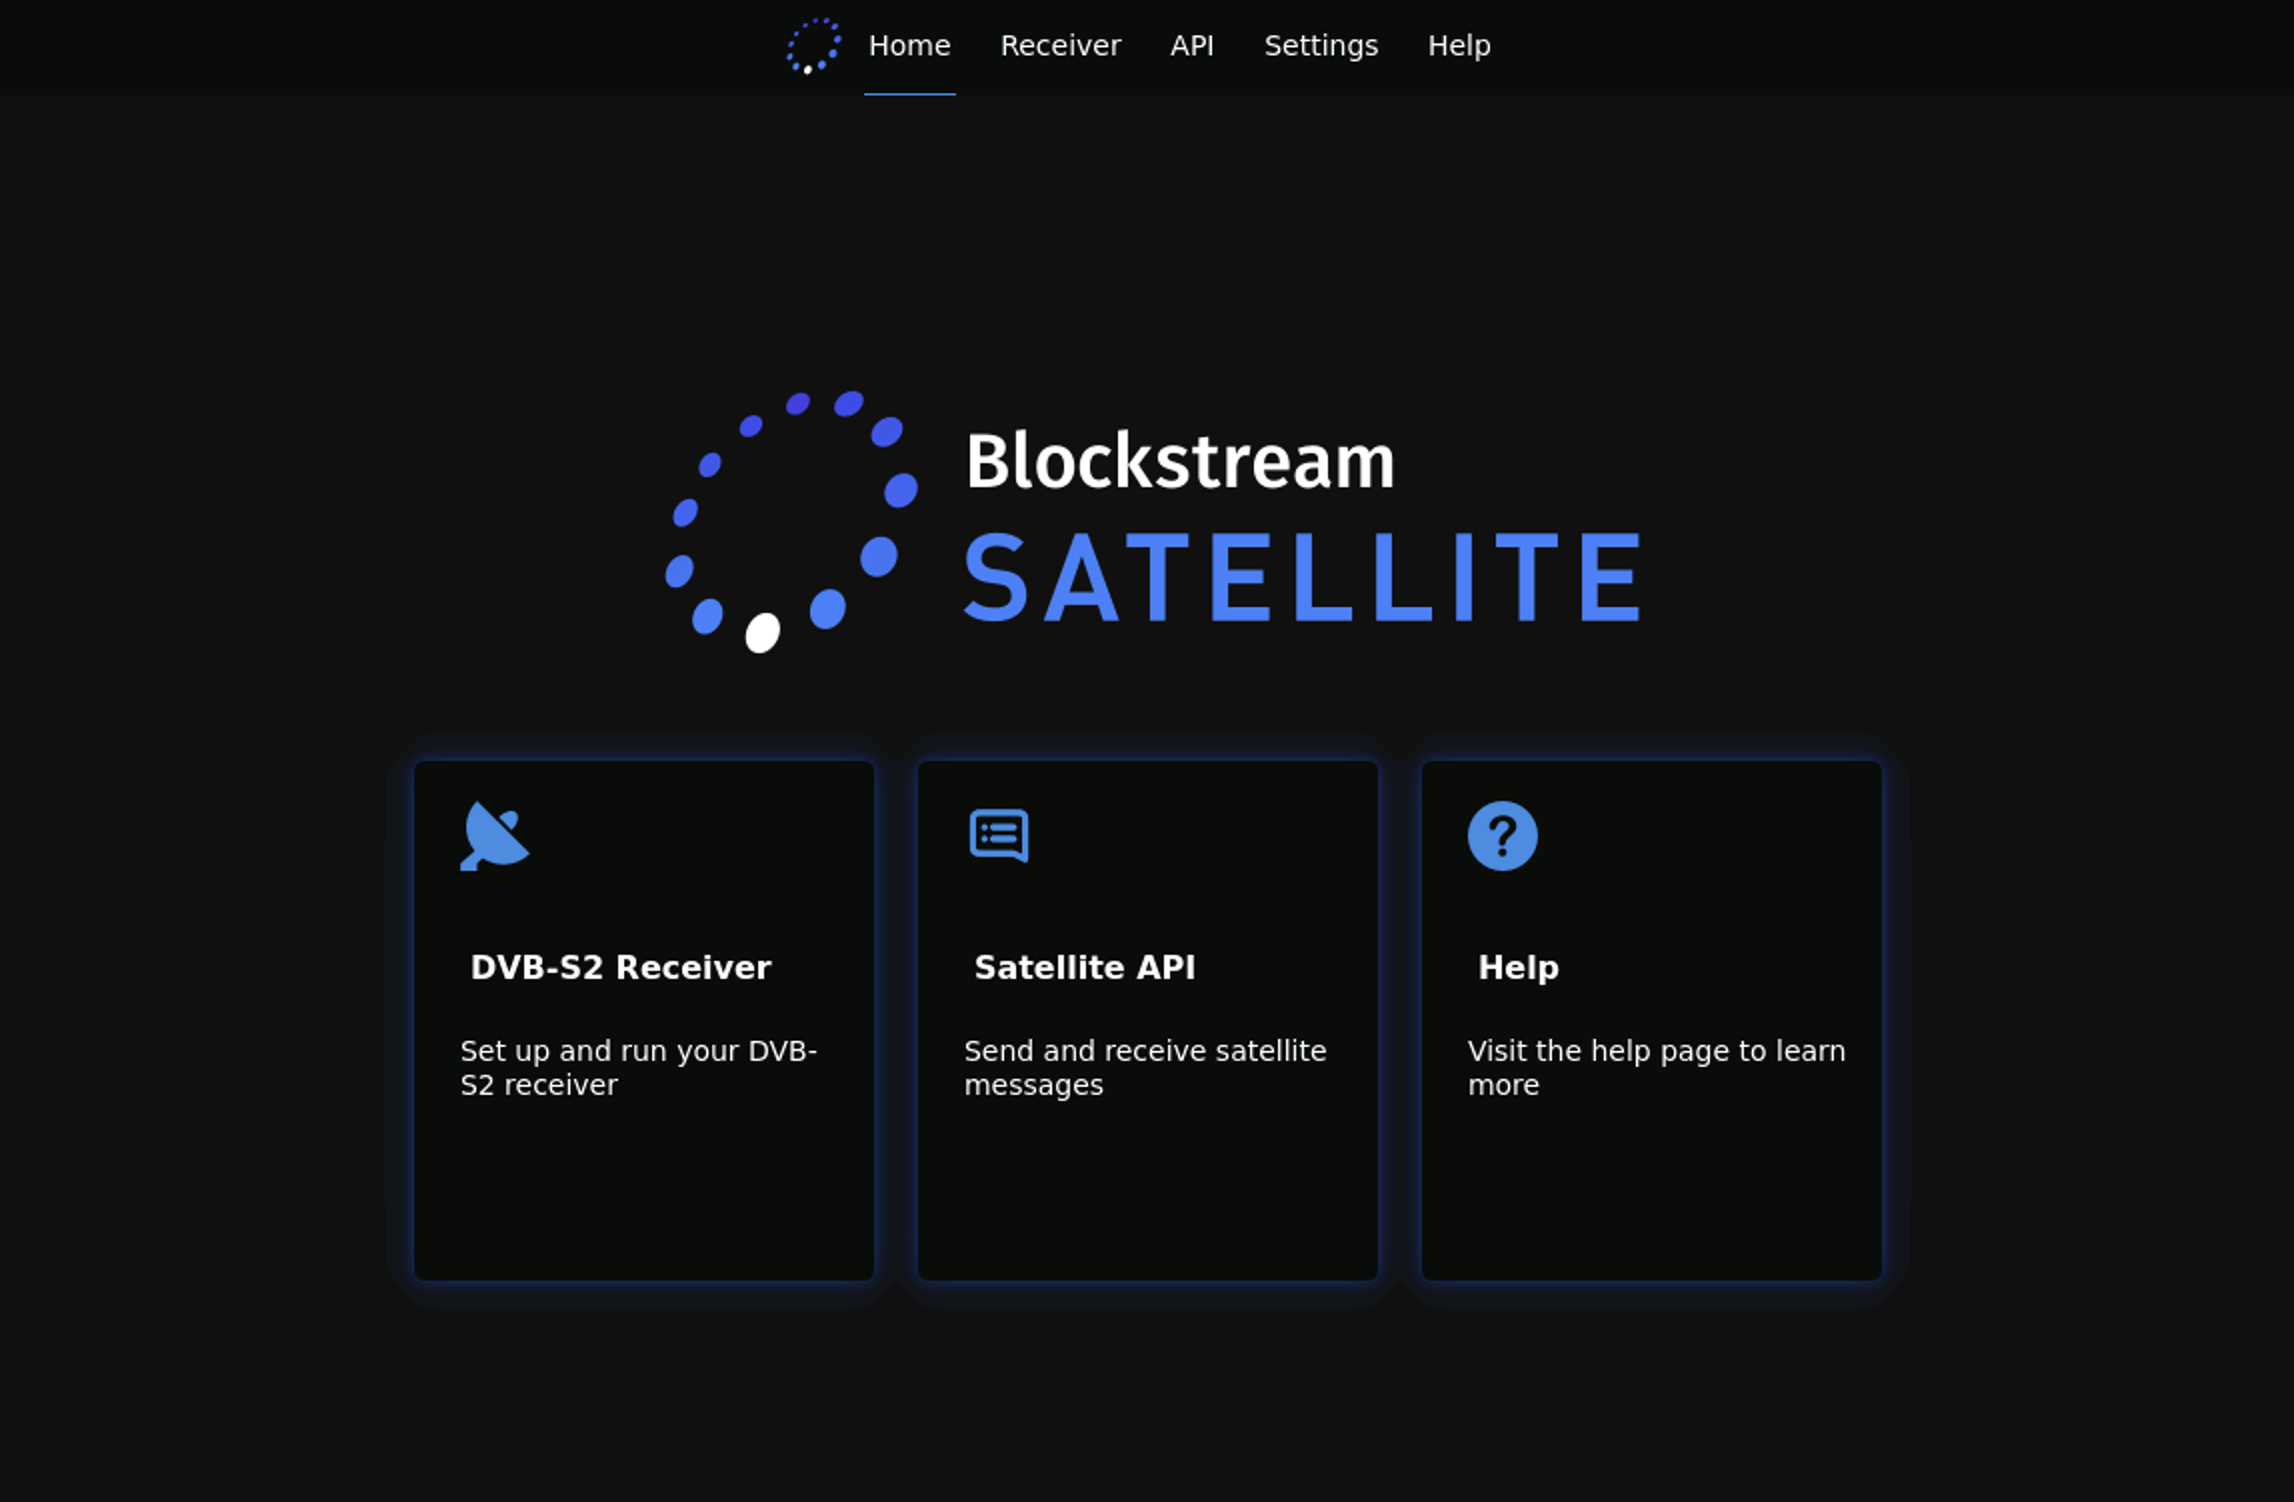 Home Receiver API Settings Help
Blockstream
SATELLITE
DVB-S2 Receiver
Set up and run your DVB-
S2 receiver
Satellite API
Send and receive satellite
messages
Help
Visit the help page to learn
more